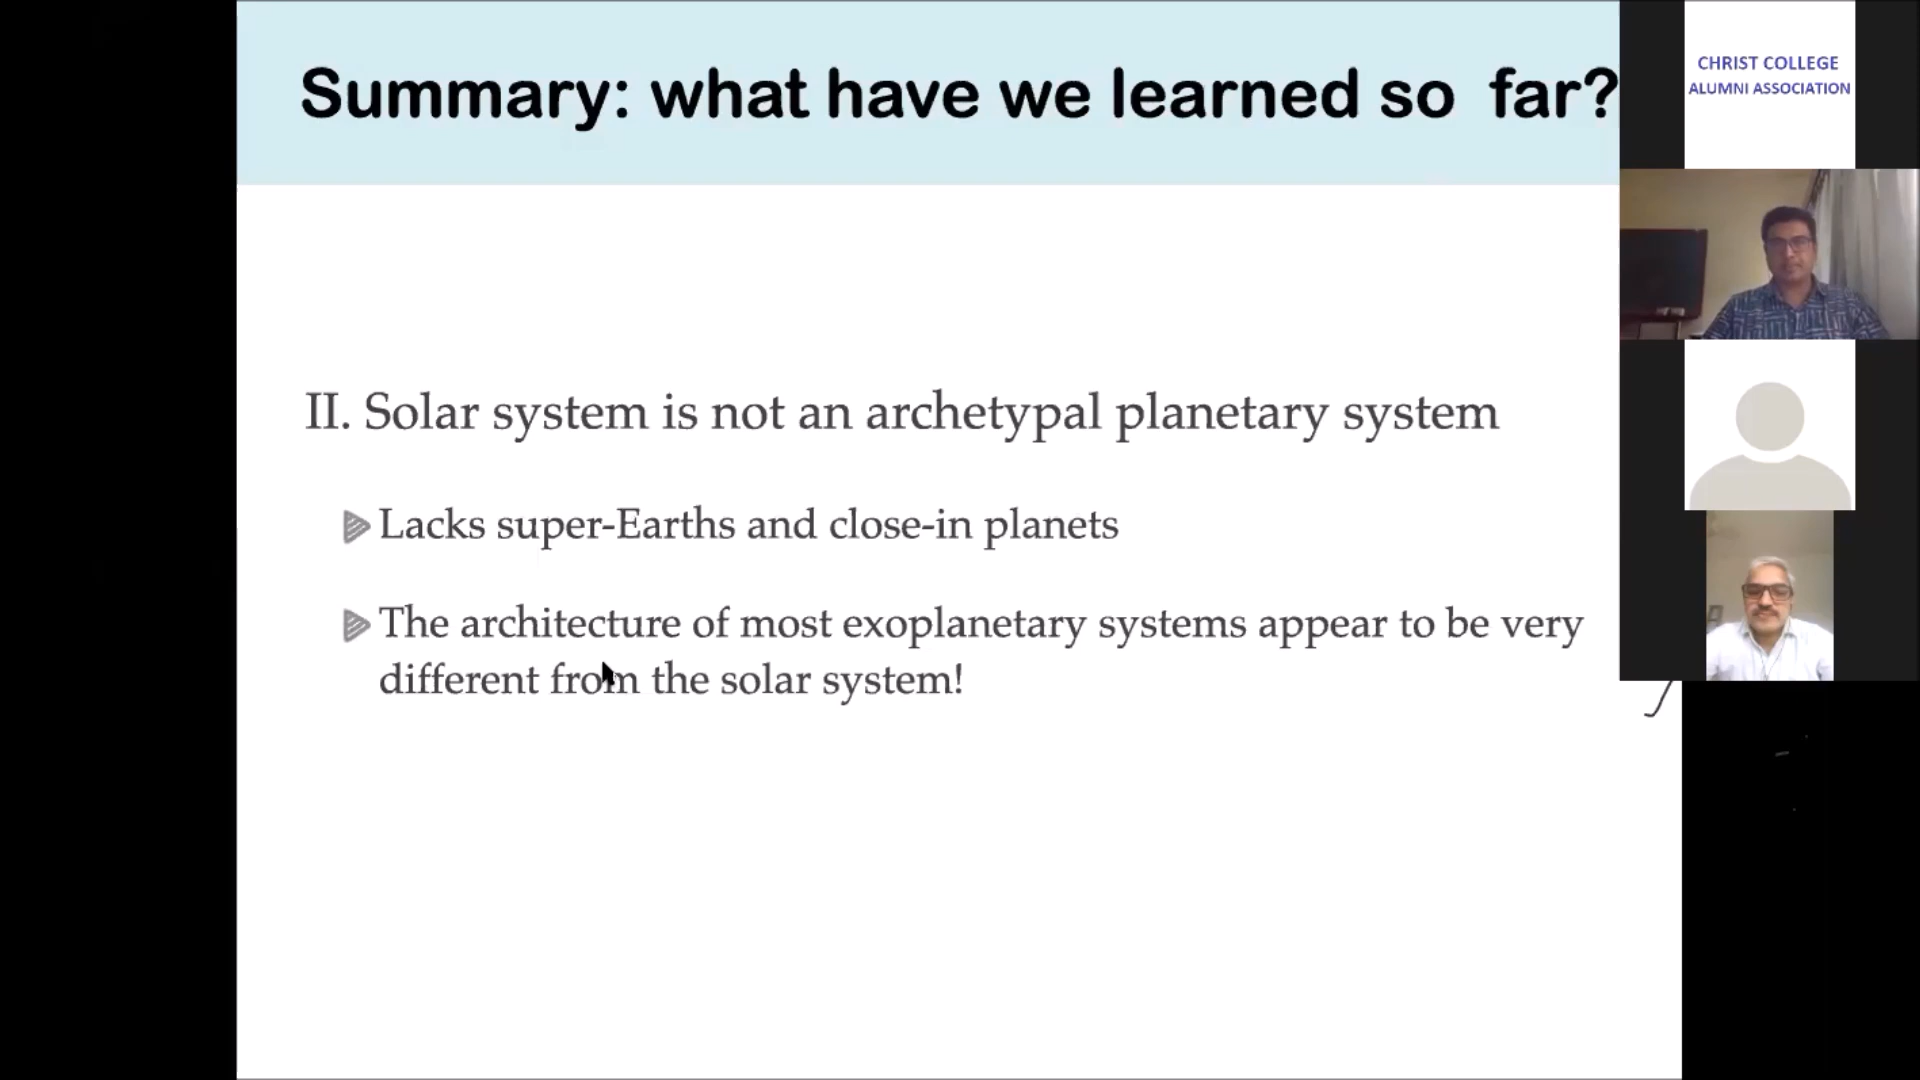 Summary: what have we learned so far?
CHRIST COLLEGE
ALUMNI ASSOCIATION
II. Solar system is not an archetypal planetary system
Lacks super-Earths and close-in planets
The architecture of most exoplanetary systems appear to be very
different from the solar system!